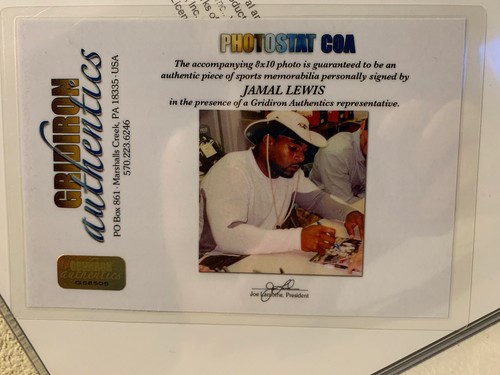 PHOTOSTAT COA
The accompanying 8x10 photo is guaranteed to be an
authentic piece of sports memorabilia personally signed by
JAMAL LEWIS
in the presence of a Gridiron Authentics representative.
GRIDIRON
authentics
PO Box 861 · Marshalls Creek, PA 18335 · USA
570.223.6246
President